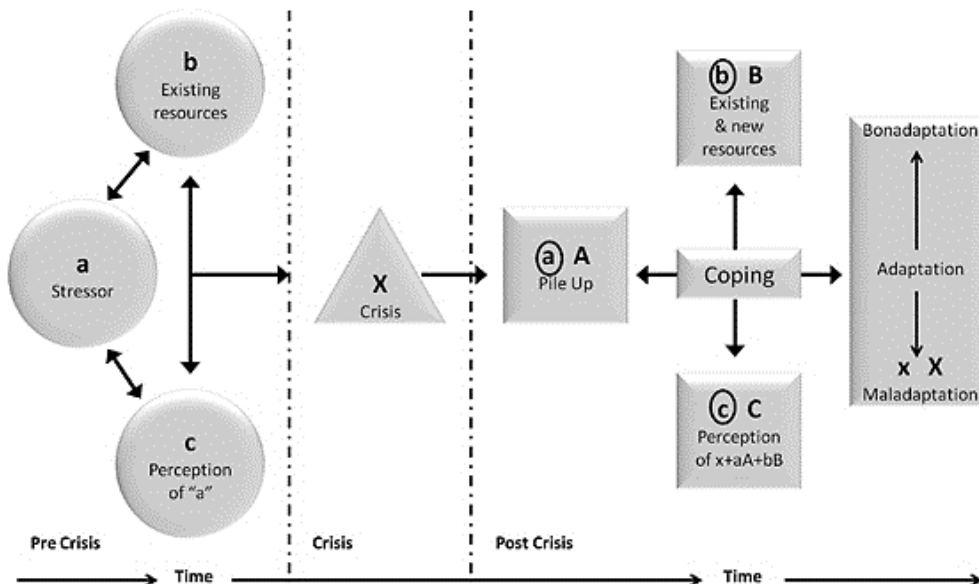 b
Existing
resources
a
Stressor
c
Perception
of "a"
X
Crisis
a A
Pile Up
b B
Existing
& new
resources
Coping
c C
Perception
of x+aA+bB
Bonadaptation
Adaptation
x X
Maladaptation
Pre Crisis
Crisis
Post Crisis
Time
Time